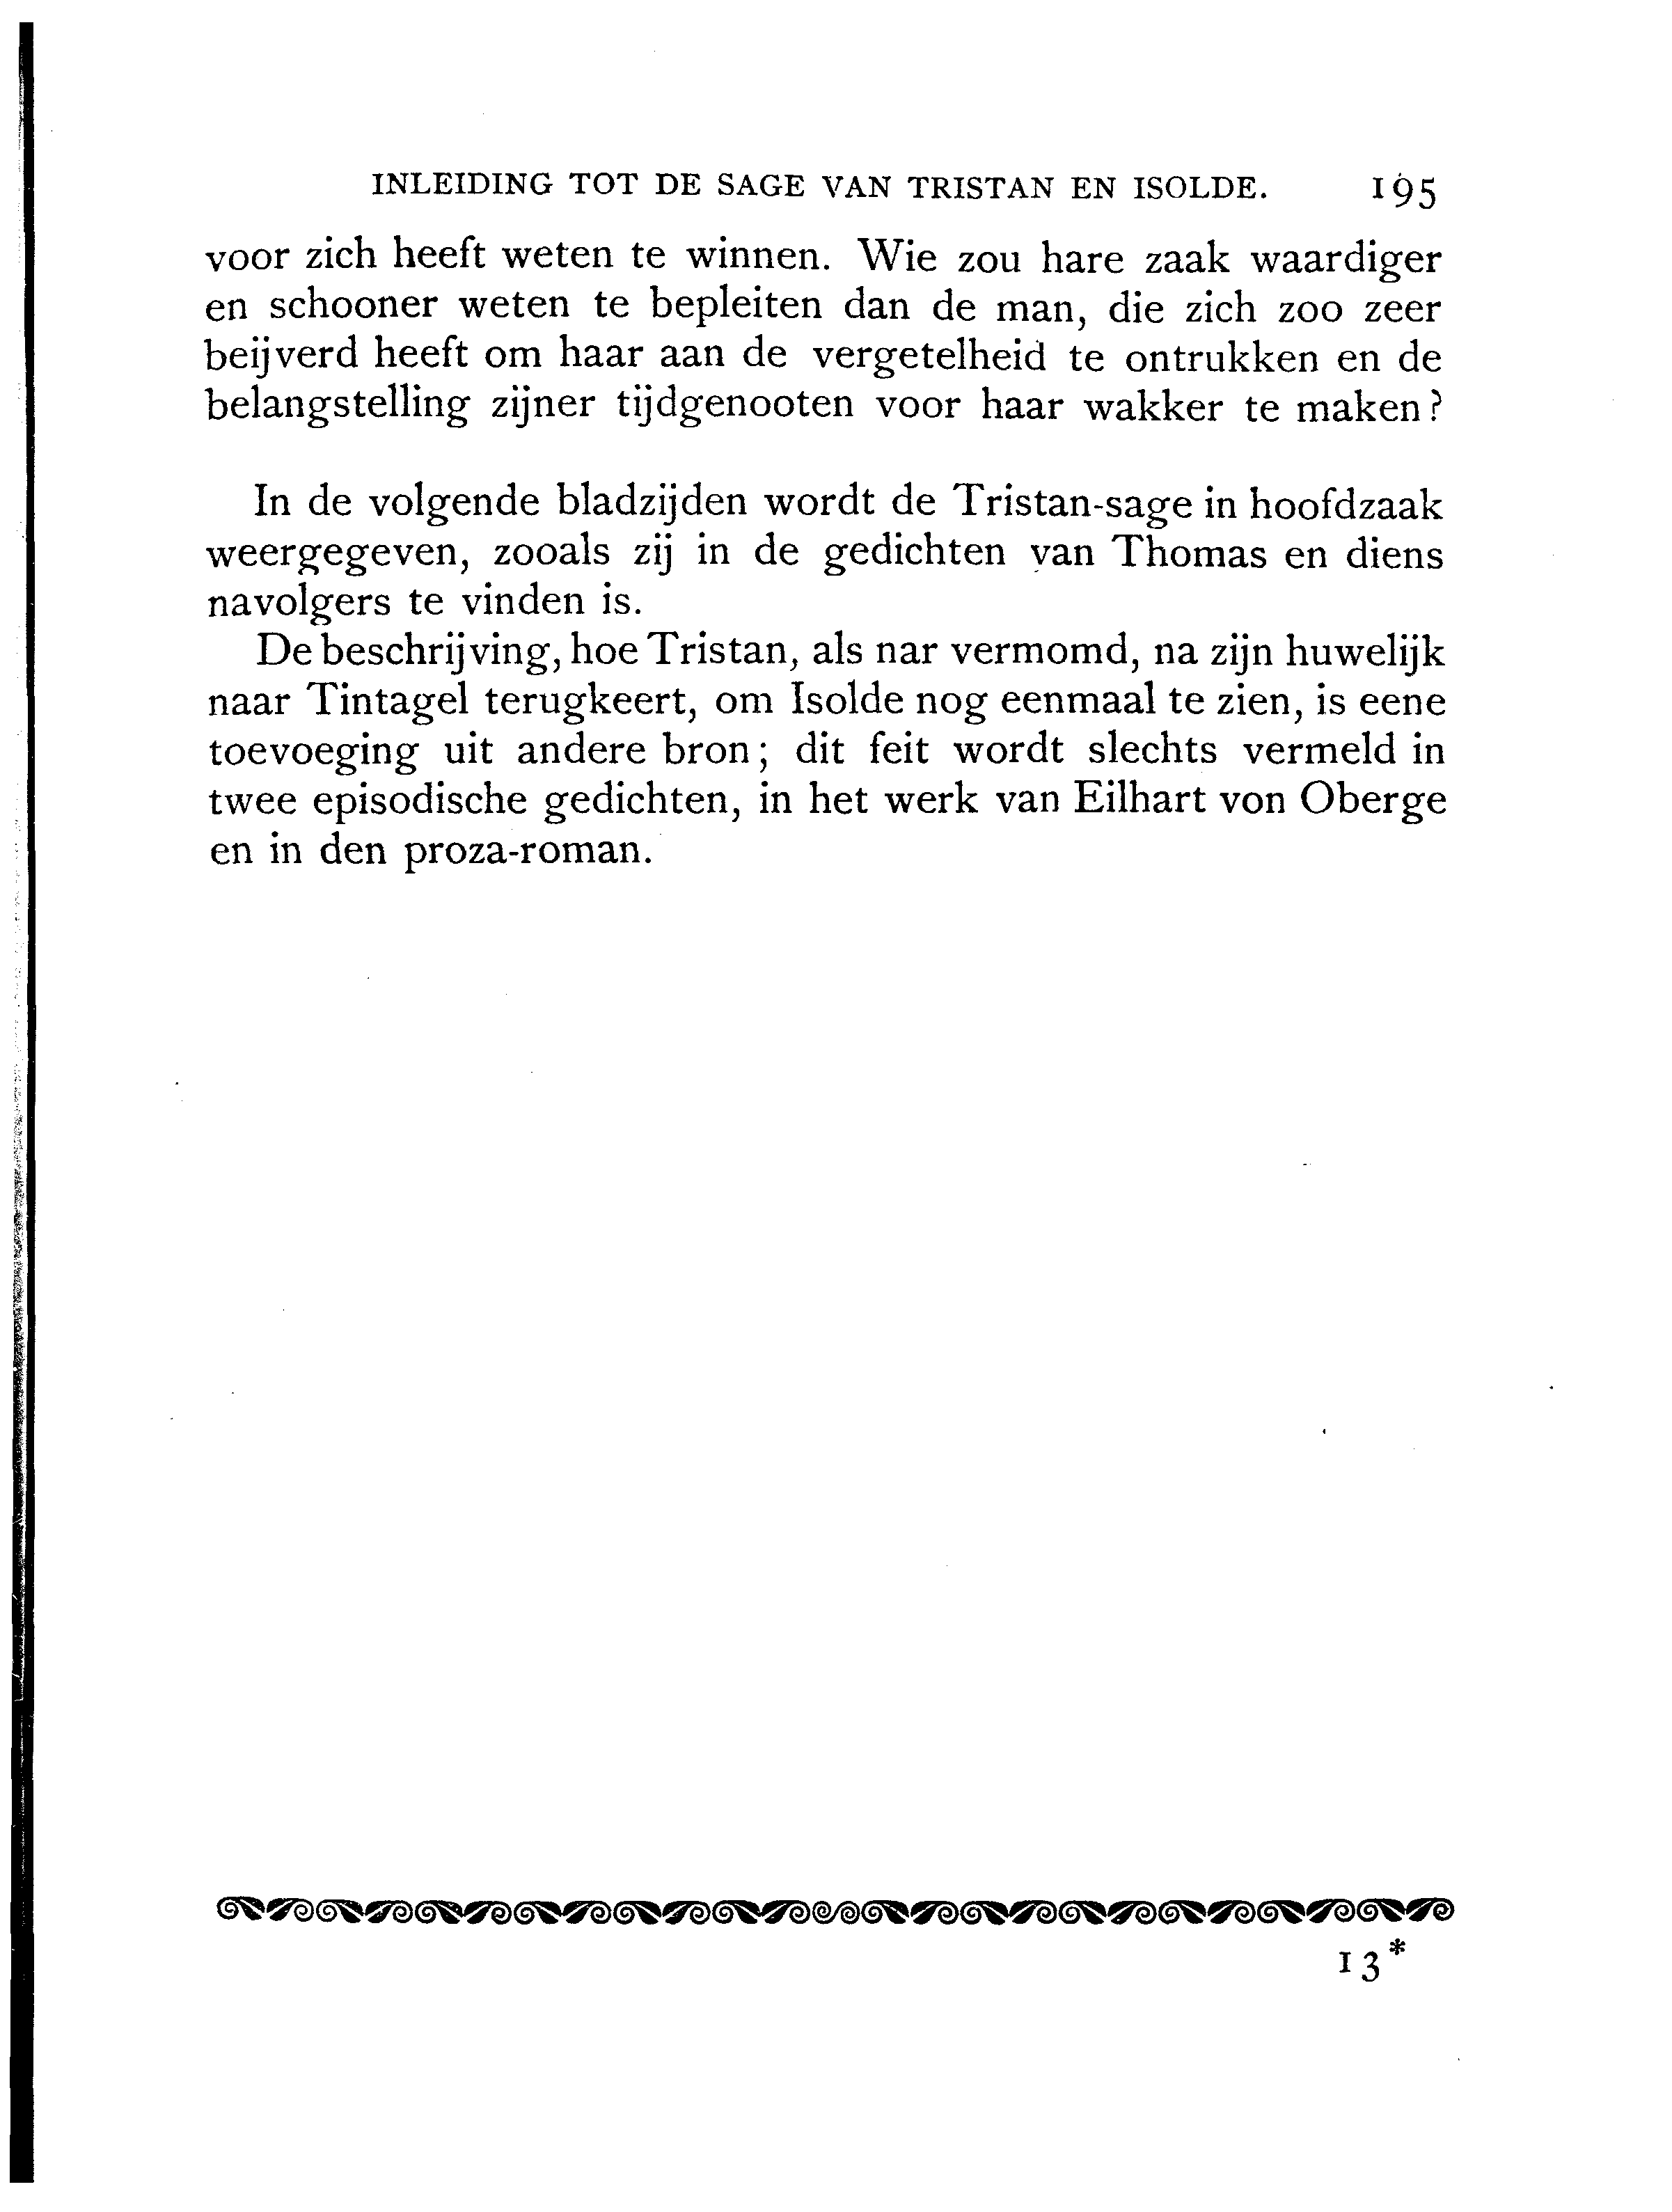 INLEIDING TOT DE SAGE VAN TRISTAN EN ISOLDE. 195
voor zich heeft weten te winnen. Wie zou hare zaak waardiger
en schooner weten te bepleiten dan de man, die zich zoo zeer
beijverd heeft om haar aan de vergetelheid te ontrukken en de
belangstelling zijner tijdgenooten voor haar wakker te maken?
In de volgende bladzijden wordt de Tristan-sage in hoofdzaak
weergegeven, zooals zij in de gedichten van Thomas en diens
navolgers te vinden is.
De beschrijving, hoe Tristan, als nar vermomd, na zijn huwelijk
naar Tintagel terugkeert, om Isolde nog eenmaal te zien, is eene
toevoeging uit andere bron; dit feit wordt slechts vermeld in
twee episodische gedichten, in het werk van Eilhart von Oberge
en in den proza-roman.
13*